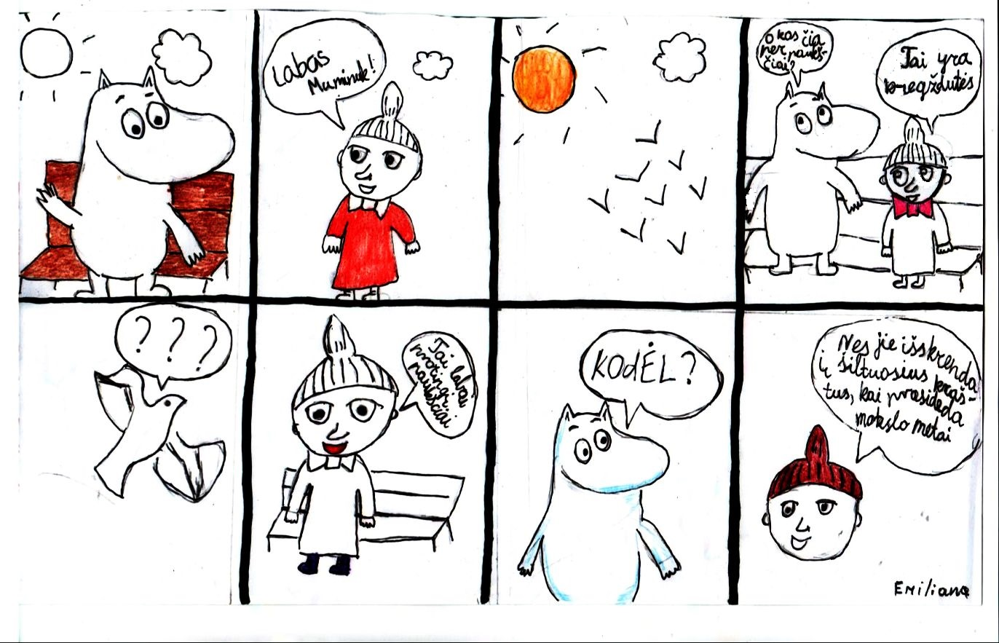 Labas
Muminuk!
O kas čia
per paukš-
čiai?
Tai yra
kregždutės
? ? ?
Tai labai
protingi
paukščiai
KODĖL?
Nes jie išskrenda
į šiltuosius kraš-
tus, kai prasideda
mokslo metai
Emiliana